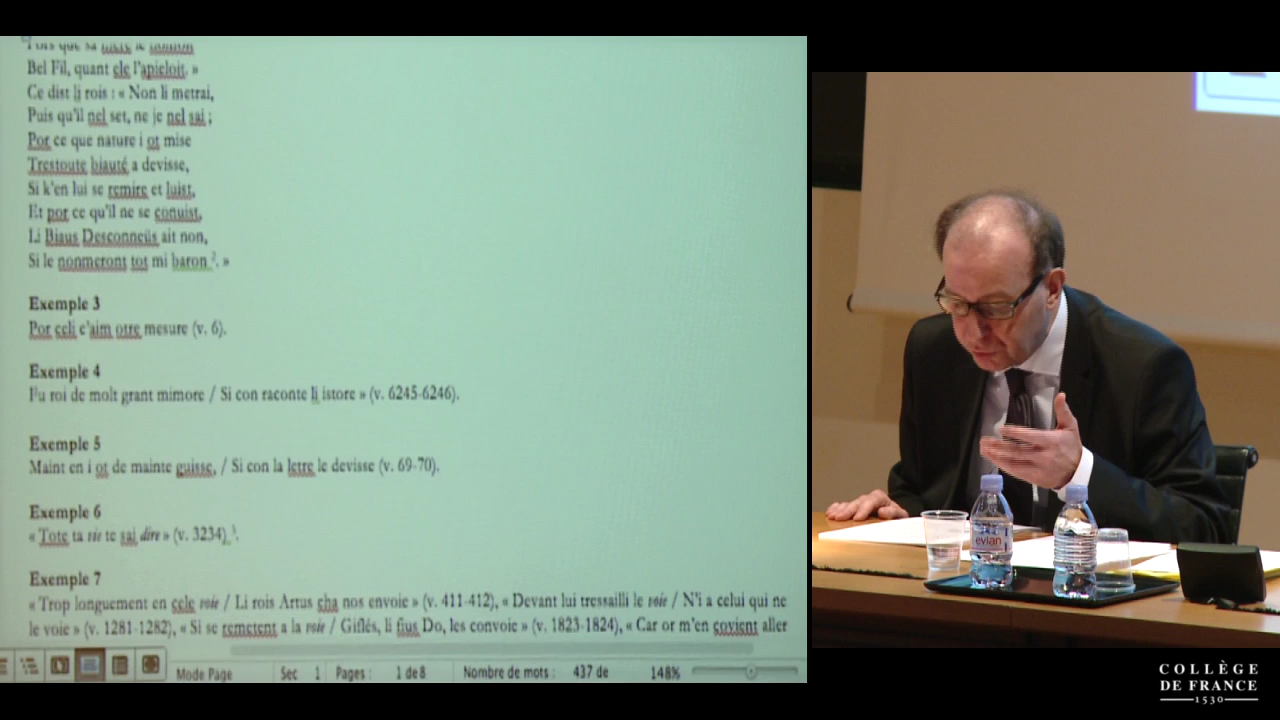 Bel Fil, quant ele l'apieloit. »
Ce dist li rois : « Non li metrai,
Puis qu'il nel set, ne je nel sai ;
Por ce que nature i ot mise
Trestoute biauté a devisse,
Si k'en lui se remire et luist,
Et por ce qu'il ne se conuist,
Li Biaus Desconneüs ait non,
Si le nonmeront tot mi baron 2. »
Exemple 3
Por celi c'aim otre mesure (v. 6).
Exemple 4
Fu roi de molt grant mimore / Si con raconte li istore » (v. 6245-6246).
Exemple 5
Maint en i ot de mainte guisse, / Si con la letre le devisse (v. 69-70).
Exemple 6
« Tote ta vie te sai dire » (v. 3234) 3.
Exemple 7
« Trop longuement en cele voie / Li rois Artus cha nos envoie » (v. 411-412), « Devant lui tressailli le voie / N'i a celui qui ne
le voie » (v. 1281-1282), « Si se remetent a la voie / Giflés, li fius Do, les convoie » (v. 1823-1824), « Car or m'en covient aller
Mode Page Sec 1 Pages : 1 de 8 Nombre de mots : 437 de 148%
evian
COLLÈGE
DE FRANCE
1530